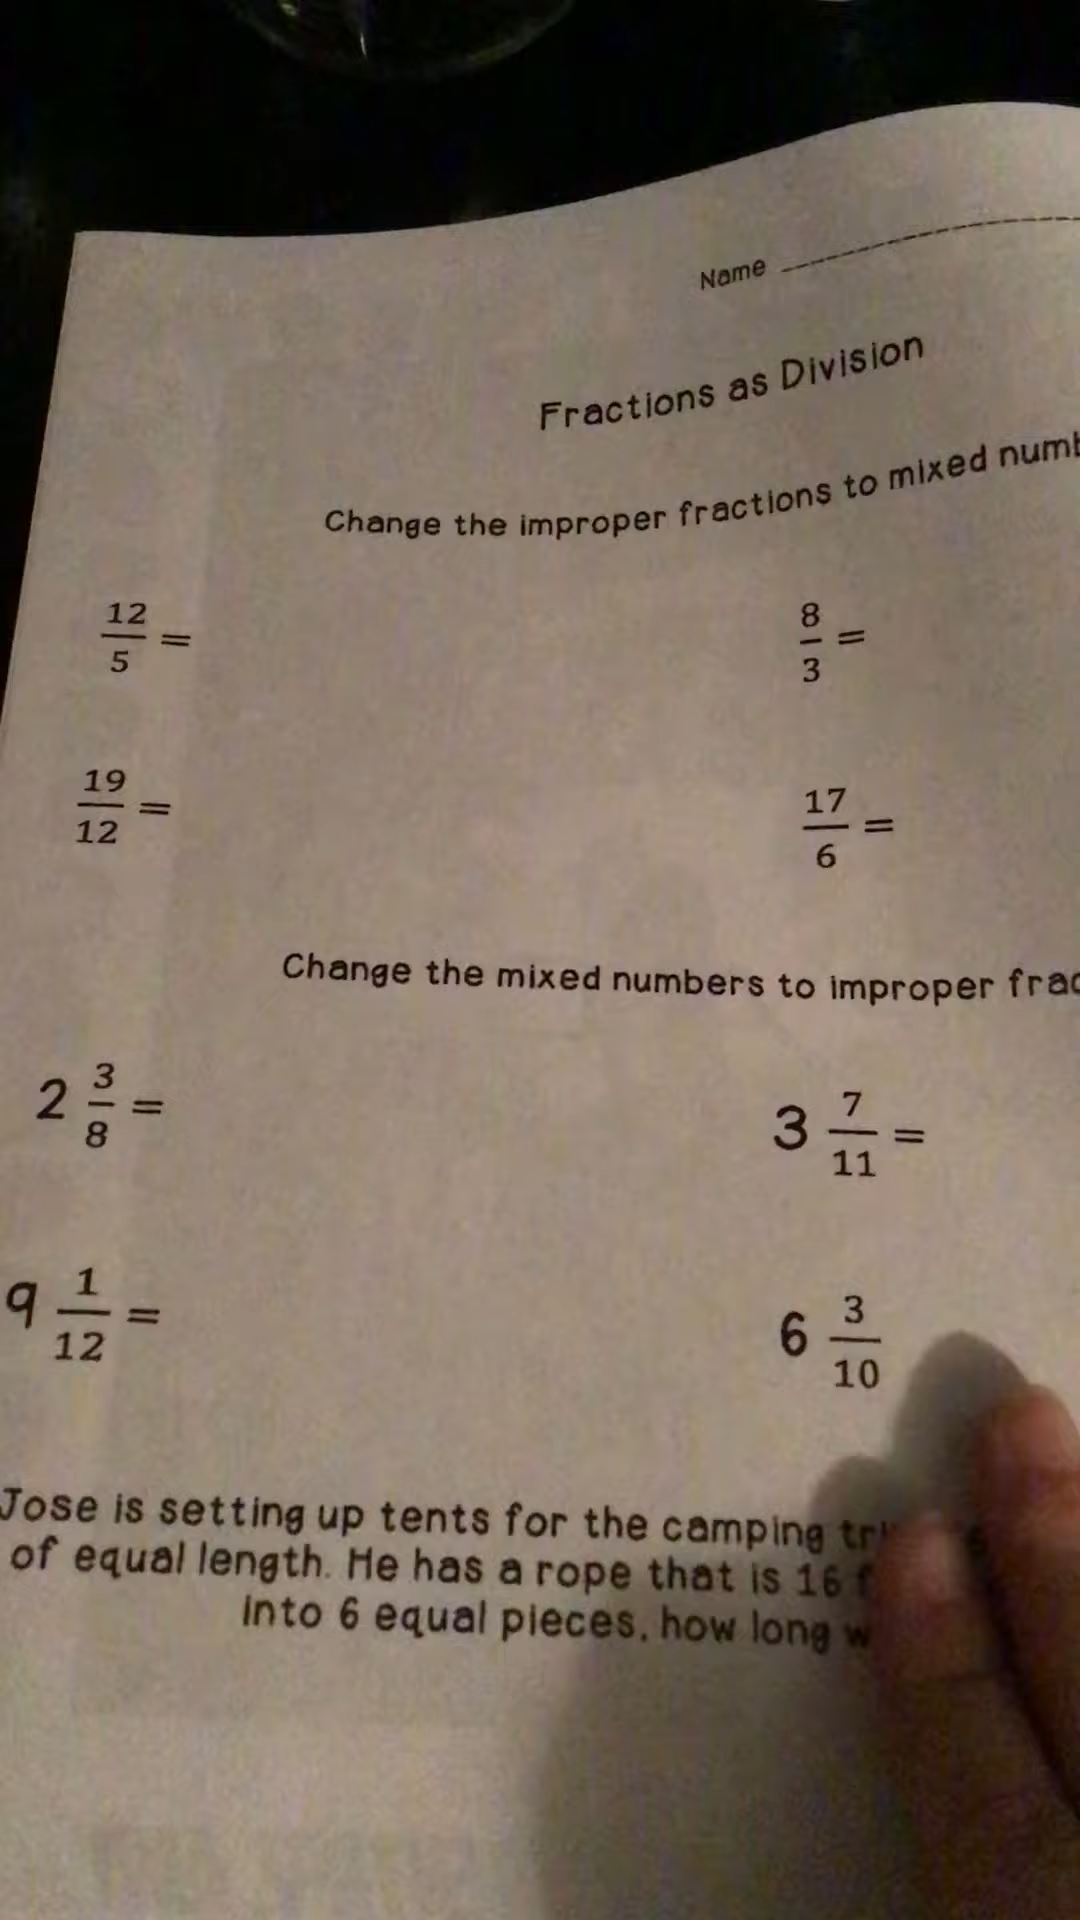 Name
Fractions as Division
Change the improper fractions to mixed numb
12/5 = 8/3 =
19/12 = 17/6 =
Change the mixed numbers to improper frac
2 3/8 = 3 7/11 =
9 1/12 = 6 3/10
Jose is setting up tents for the camping
of equal length. He has a rope that is 16
into 6 equal pieces, how long